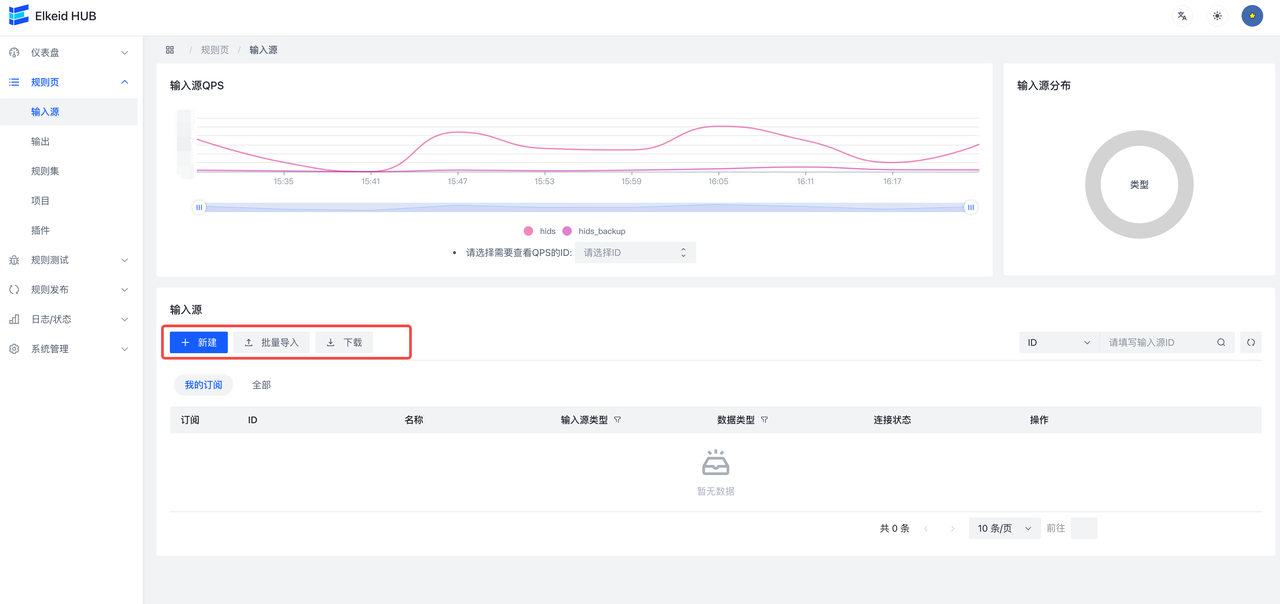 Elkeid HUB
仪表盘
规则页
输入源
输出
规则集
项目
插件
规则测试
规则发布
日志/状态
系统管理
/ 规则页 / 输入源
输入源QPS
15:35 15:41 15:47 15:53 15:59 16:05 16:11 16:17
hids hids_backup
• 请选择需要查看QPS的ID: 请选择ID
输入源分布
类型
输入源
新建 批量导入 下载
ID 请填写输入源ID
我的订阅 全部
订阅 ID 名称 输入源类型 数据类型 连接状态 操作
暂无数据
共 0 条 10 条/页 前往